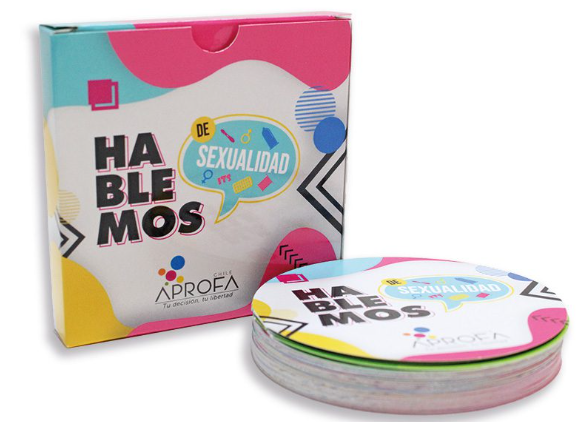 HA
BLE
MOS
DE
SEXUALIDAD
CHILE
APROFA
Tu decisión, tu libertad
HA
BLE
MOS
DE
SEXUALIDAD
APROFA